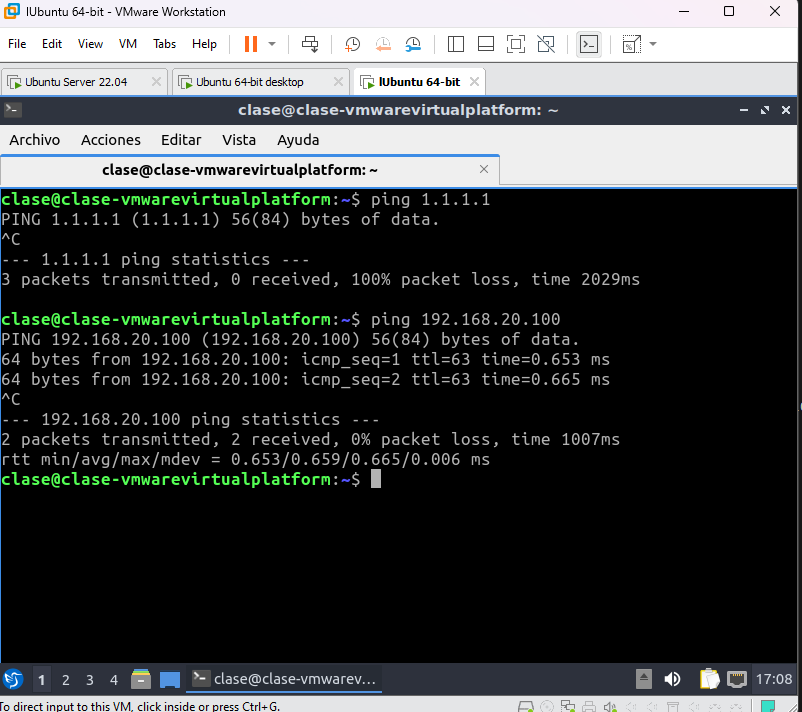 lUbuntu 64-bit - VMware Workstation
File Edit View VM Tabs Help
Ubuntu Server 22.04 Ubuntu 64-bit desktop lUbuntu 64-bit
clase@clase-vmwarevirtualplatform: ~
Archivo Acciones Editar Vista Ayuda
clase@clase-vmwarevirtualplatform: ~
clase@clase-vmwarevirtualplatform:~$ ping 1.1.1.1
PING 1.1.1.1 (1.1.1.1) 56(84) bytes of data.
^C
--- 1.1.1.1 ping statistics ---
3 packets transmitted, 0 received, 100% packet loss, time 2029ms
clase@clase-vmwarevirtualplatform:~$ ping 192.168.20.100
PING 192.168.20.100 (192.168.20.100) 56(84) bytes of data.
64 bytes from 192.168.20.100: icmp_seq=1 ttl=63 time=0.653 ms
64 bytes from 192.168.20.100: icmp_seq=2 ttl=63 time=0.665 ms
^C
--- 192.168.20.100 ping statistics ---
2 packets transmitted, 2 received, 0% packet loss, time 1007ms
rtt min/avg/max/mdev = 0.653/0.659/0.665/0.006 ms
clase@clase-vmwarevirtualplatform:~$
1 2 3 4 clase@clase-vmwarev... 17:08
To direct input to this VM, click inside or press Ctrl+G.